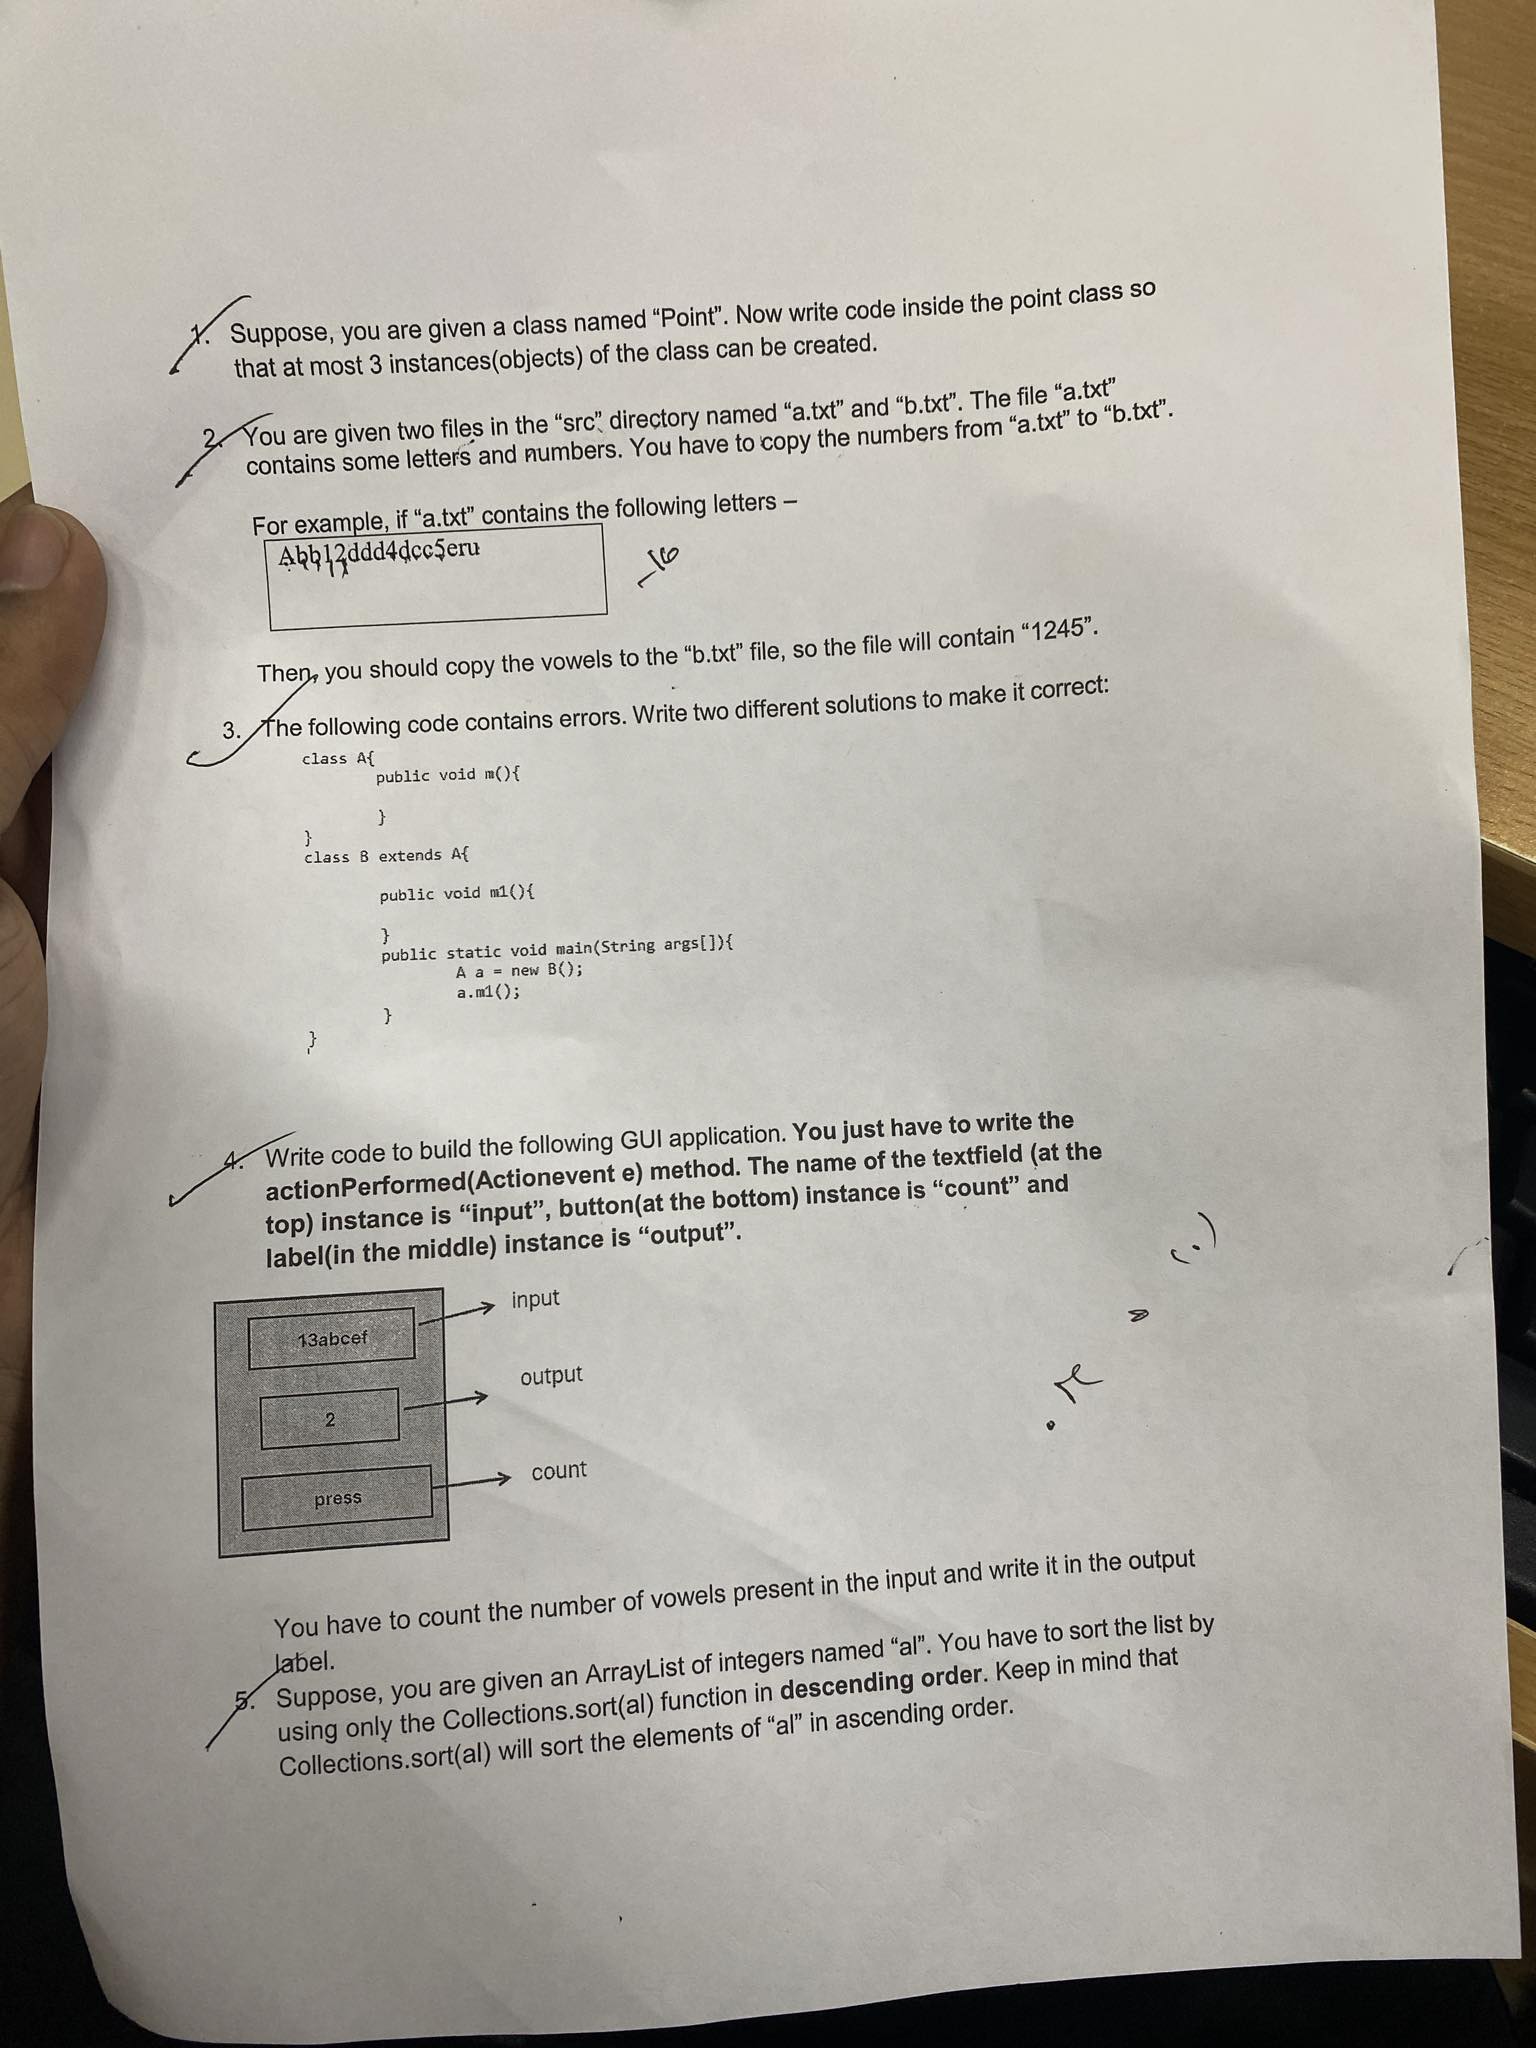 1. Suppose, you are given a class named “Point”. Now write code inside the point class so
that at most 3 instances(objects) of the class can be created.
2. You are given two files in the “src” directory named “a.txt” and “b.txt”. The file “a.txt”
contains some letters and numbers. You have to copy the numbers from “a.txt” to “b.txt”.
For example, if “a.txt” contains the following letters –
Abb12ddd4dcc5eru
Then, you should copy the vowels to the “b.txt” file, so the file will contain “1245”.
3. The following code contains errors. Write two different solutions to make it correct:
class A{
public void m(){
}
}
class B extends A{
public void m1(){
}
public static void main(String args[]){
A a = new B();
a.m1();
}
}
4. Write code to build the following GUI application. You just have to write the
actionPerformed(Actionevent e) method. The name of the textfield (at the
top) instance is “input”, button(at the bottom) instance is “count” and
label(in the middle) instance is “output”.
13abcef input
2 output
press count
You have to count the number of vowels present in the input and write it in the output
label.
5. Suppose, you are given an ArrayList of integers named “al”. You have to sort the list by
using only the Collections.sort(al) function in descending order. Keep in mind that
Collections.sort(al) will sort the elements of “al” in ascending order.